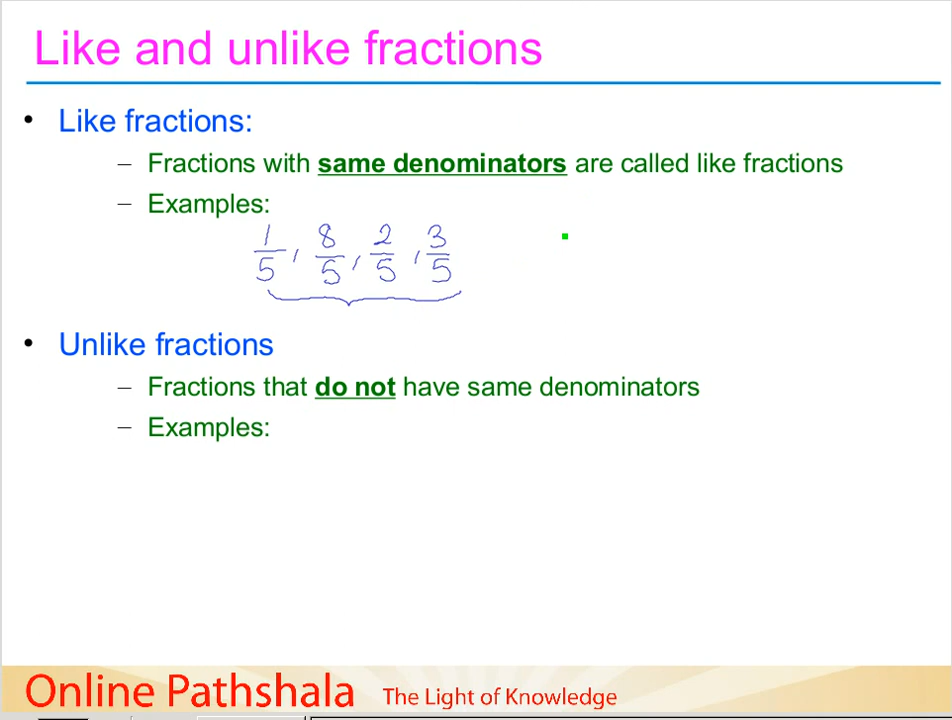 Like and unlike fractions
• Like fractions:
– Fractions with same denominators are called like fractions
– Examples:
1/5, 8/5, 2/5, 3/5
• Unlike fractions
– Fractions that do not have same denominators
– Examples:
Online Pathshala The Light of Knowledge